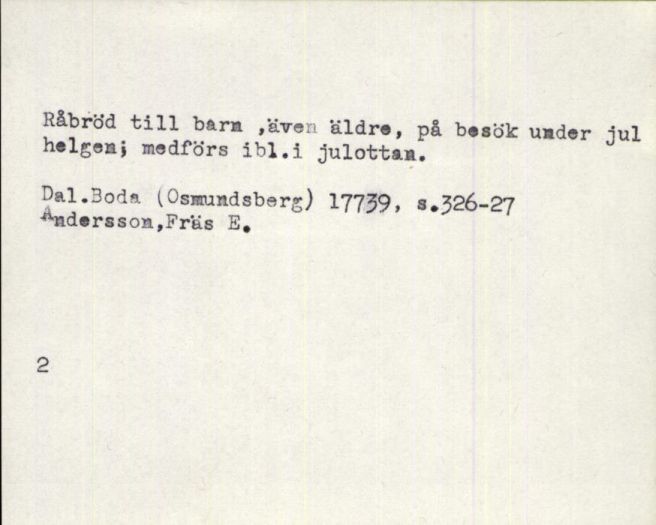 Råbröd till barn ,även äldre, på besök under jul
helgen; medförs ibl.i julottan.
Dal.Boda (Osmundsberg) 17739, s.326-27
Andersson,Fräs E.
2